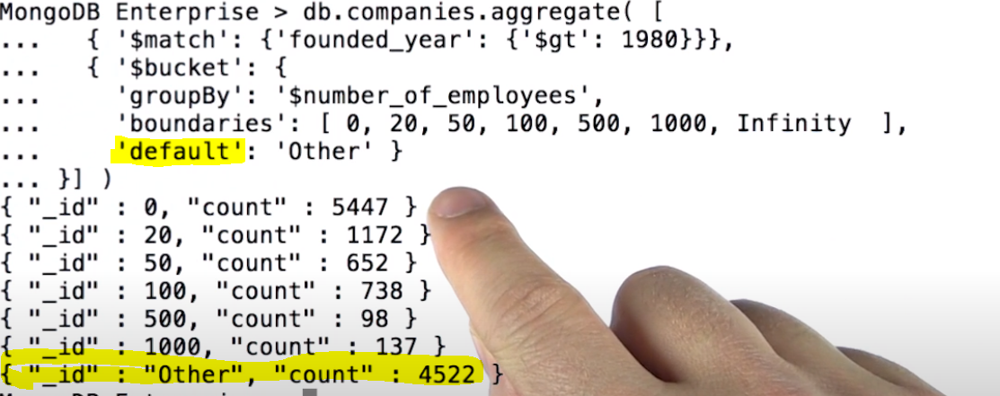 MongoDB Enterprise > db.companies.aggregate( [
... { '$match': {'founded_year': {'$gt': 1980}}},
... { '$bucket': {
... 'groupBy': '$number_of_employees',
... 'boundaries': [ 0, 20, 50, 100, 500, 1000, Infinity ],
... 'default': 'Other' }
... }] )
{ "_id" : 0, "count" : 5447 }
{ "_id" : 20, "count" : 1172 }
{ "_id" : 50, "count" : 652 }
{ "_id" : 100, "count" : 738 }
{ "_id" : 500, "count" : 98 }
{ "_id" : 1000, "count" : 137 }
{ "_id" : "Other", "count" : 4522 }
MongoDB Enterprise